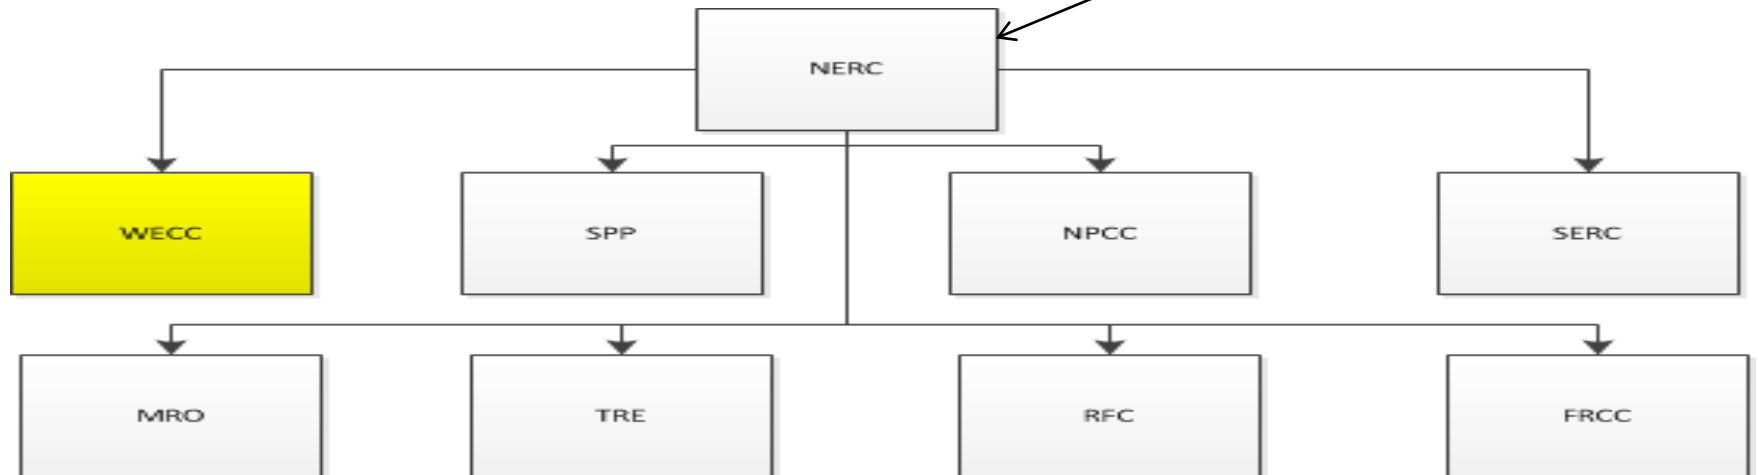 NERC
WECC
SPP
NPCC
SERC
MRO
TRE
RFC
FRCC